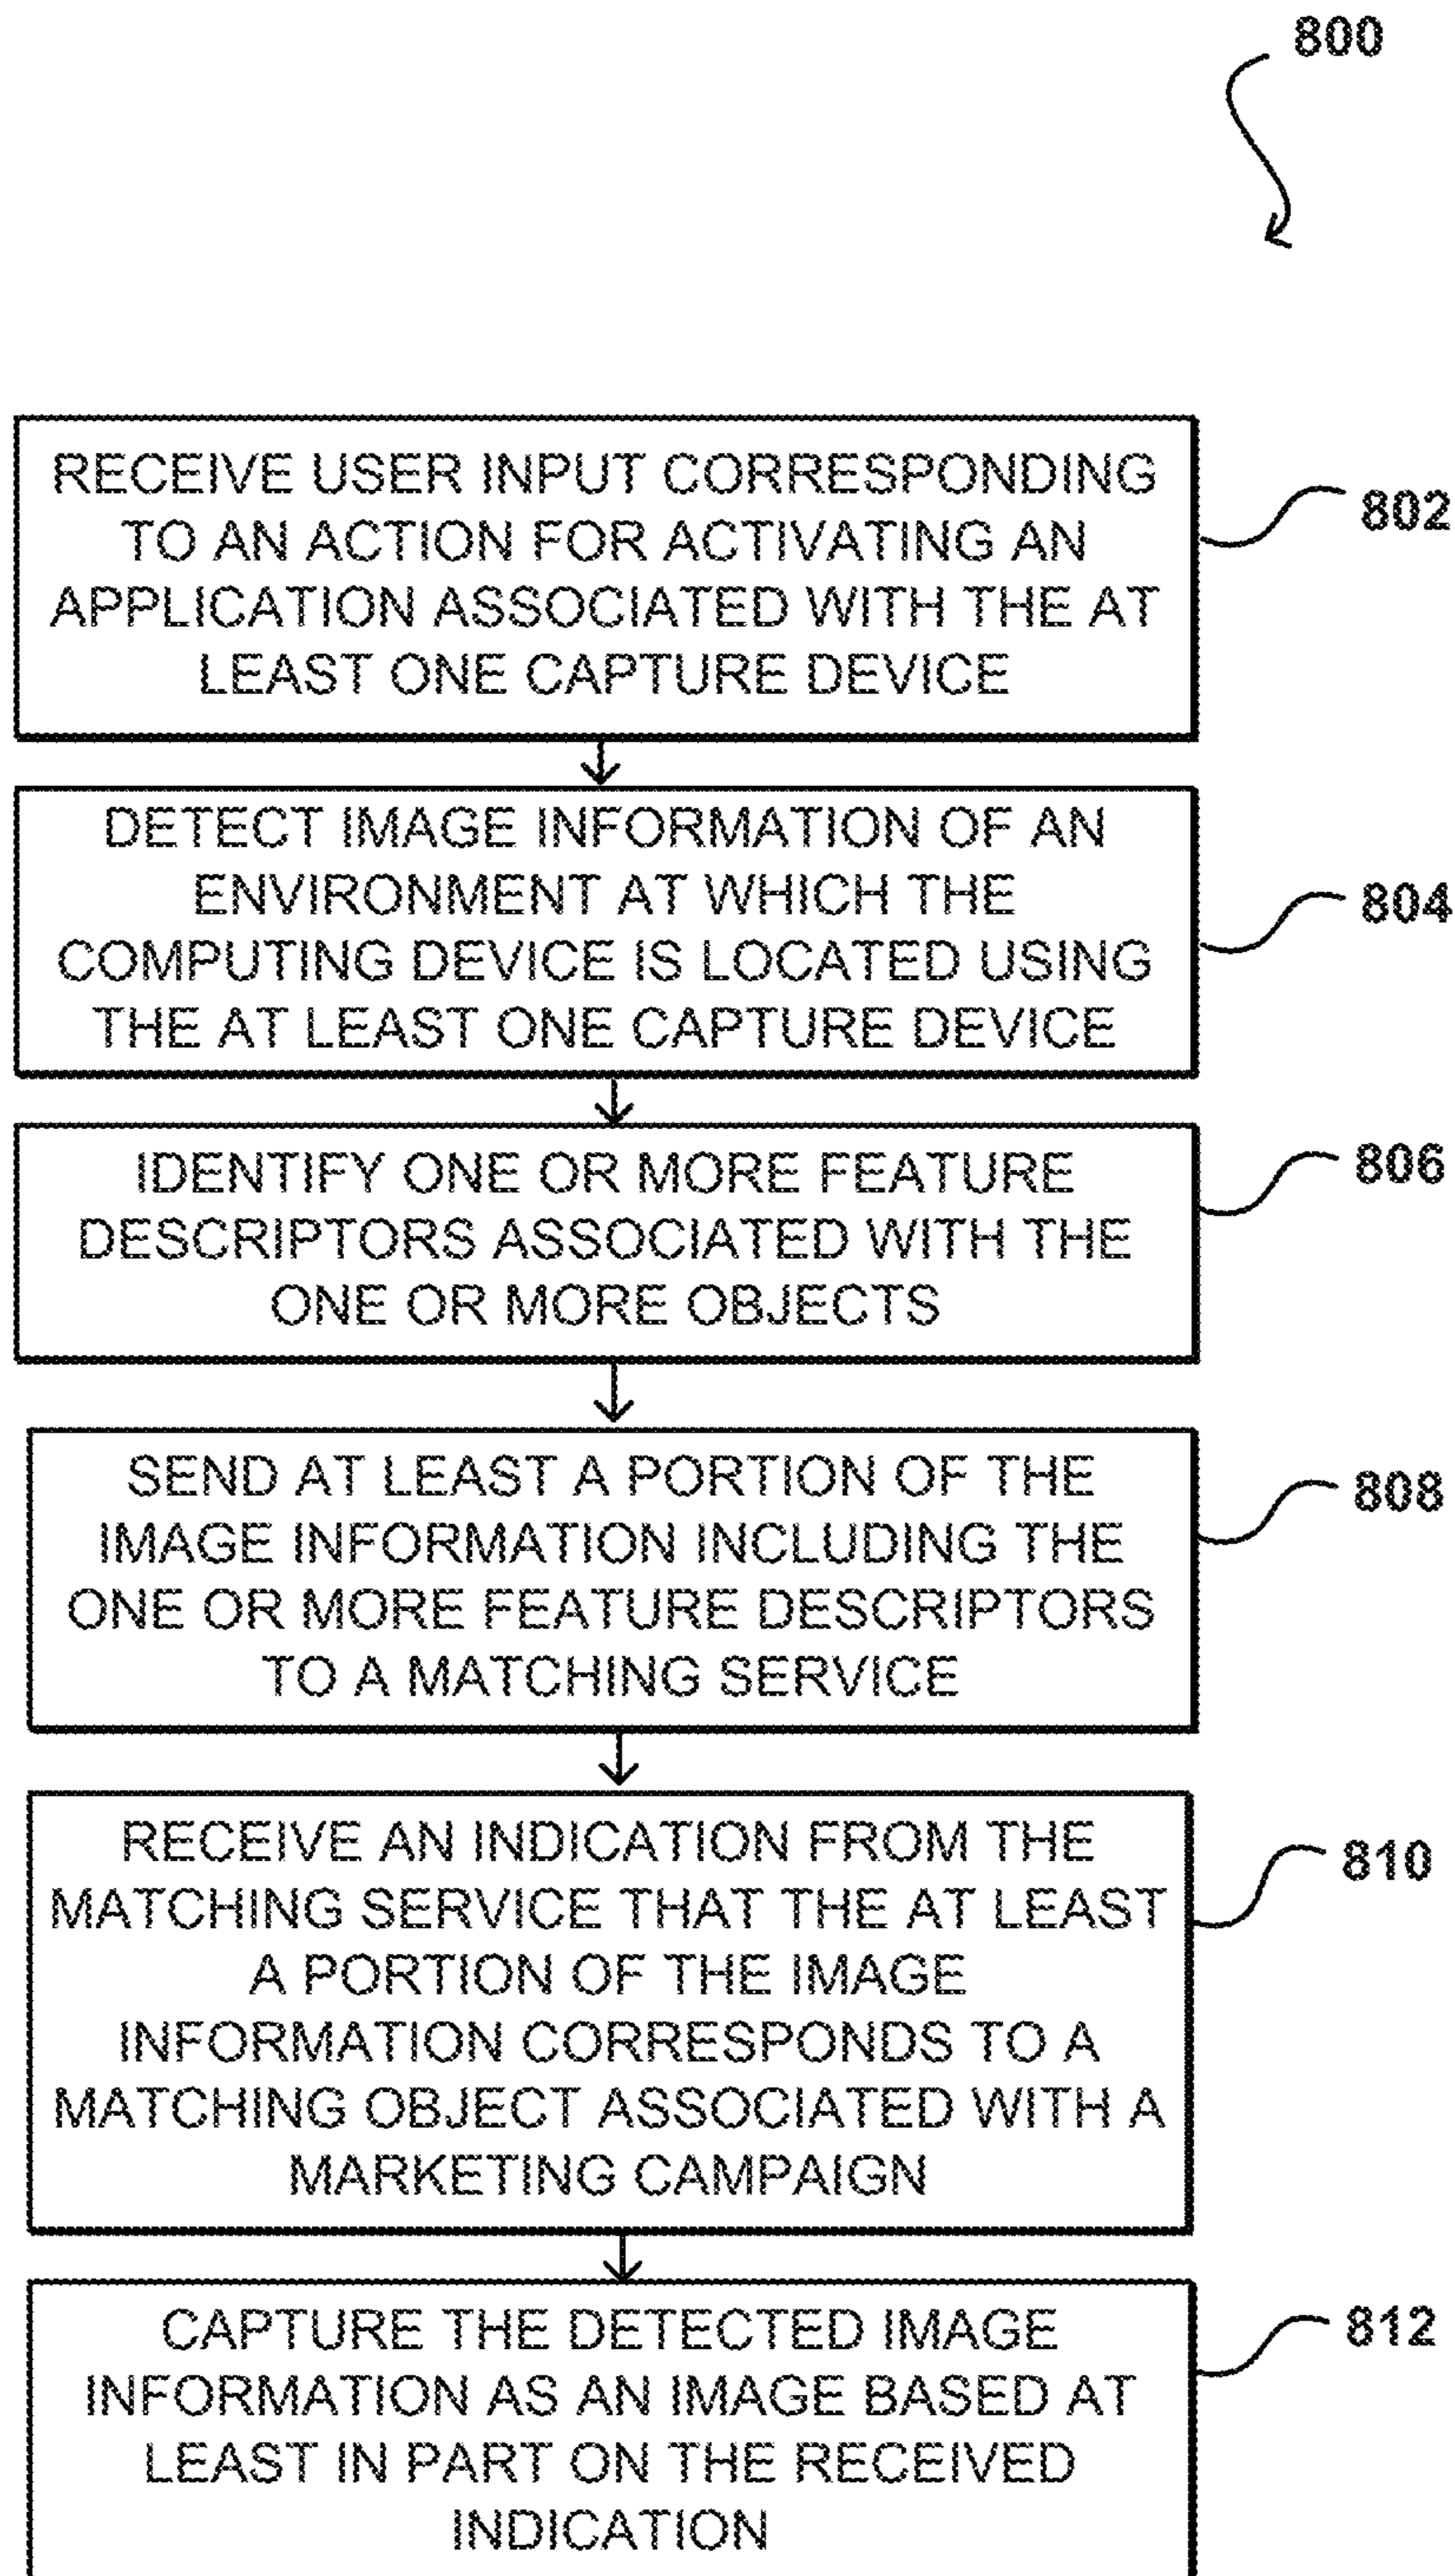 800
RECEIVE USER INPUT CORRESPONDING
TO AN ACTION FOR ACTIVATING AN
APPLICATION ASSOCIATED WITH THE AT
LEAST ONE CAPTURE DEVICE
802
DETECT IMAGE INFORMATION OF AN
ENVIRONMENT AT WHICH THE
COMPUTING DEVICE IS LOCATED USING
THE AT LEAST ONE CAPTURE DEVICE
804
IDENTIFY ONE OR MORE FEATURE
DESCRIPTORS ASSOCIATED WITH THE
ONE OR MORE OBJECTS
806
SEND AT LEAST A PORTION OF THE
IMAGE INFORMATION INCLUDING THE
ONE OR MORE FEATURE DESCRIPTORS
TO A MATCHING SERVICE
808
RECEIVE AN INDICATION FROM THE
MATCHING SERVICE THAT THE AT LEAST
A PORTION OF THE IMAGE
INFORMATION CORRESPONDS TO A
MATCHING OBJECT ASSOCIATED WITH A
MARKETING CAMPAIGN
810
CAPTURE THE DETECTED IMAGE
INFORMATION AS AN IMAGE BASED AT
LEAST IN PART ON THE RECEIVED
INDICATION
812